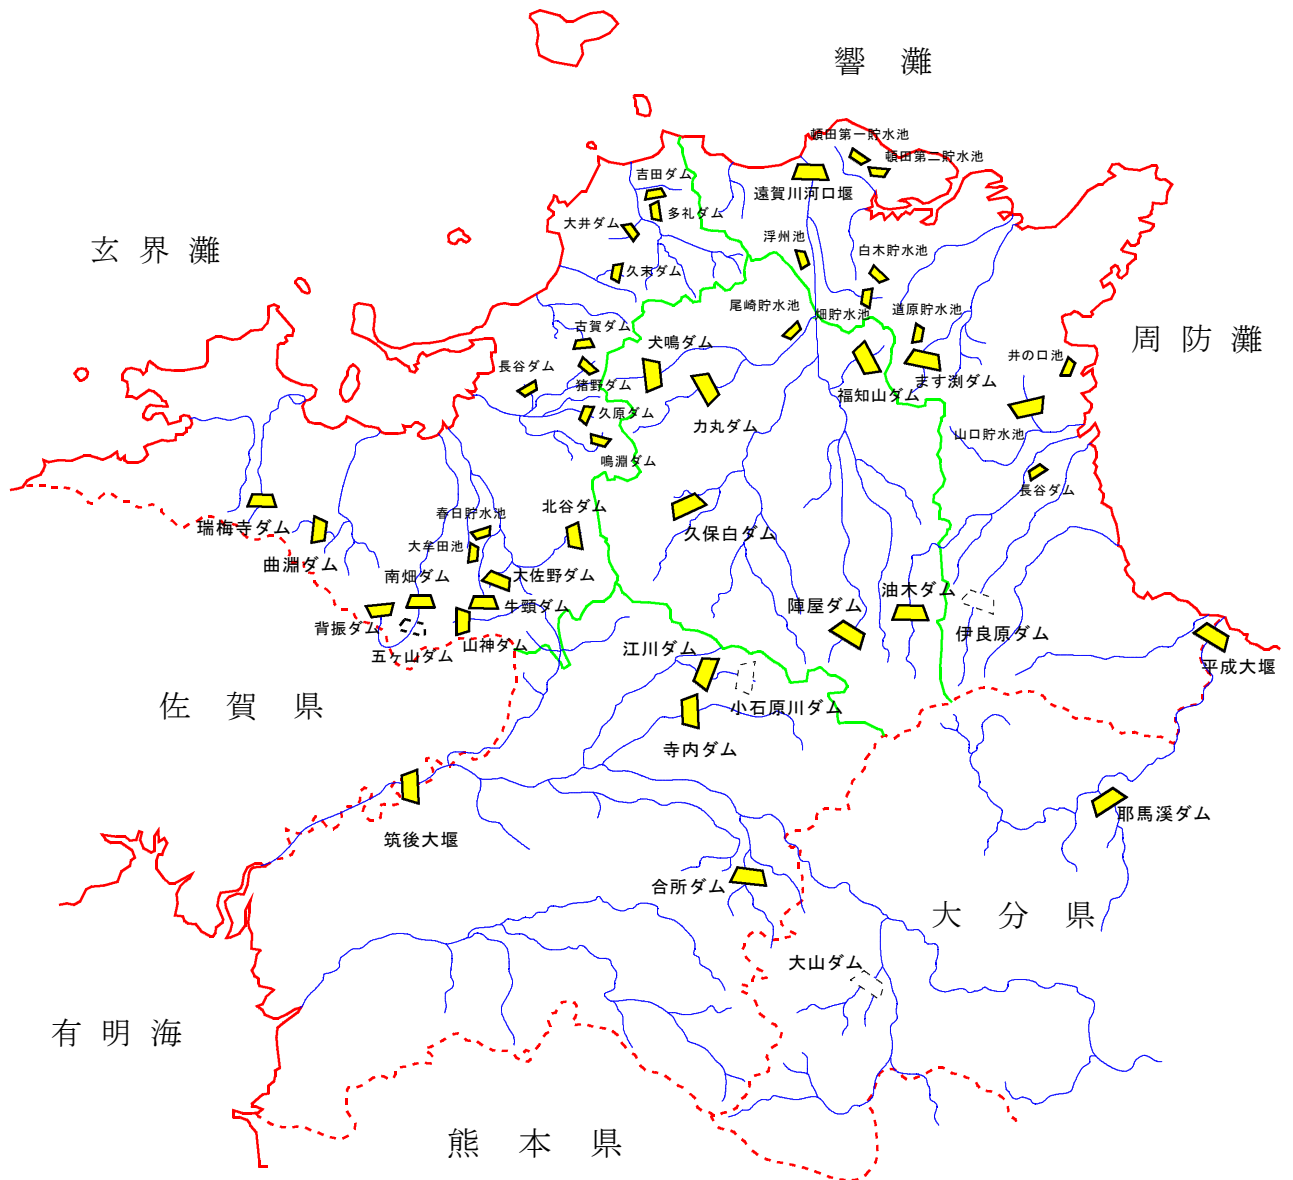 響灘
頓田第一貯水池
頓田第二貯水池
吉田ダム
遠賀川河口堰
多礼ダム
大井ダム
浮州池
玄界灘
白木貯水池
久末ダム
尾崎貯水池
畑貯水池
道原貯水池
古賀ダム
周防灘
犬鳴ダム
井の口池
長谷ダム
猪野ダム
ます渕ダム
福知山ダム
久原ダム
力丸ダム
山口貯水池
鳴淵ダム
長谷ダム
北谷ダム
春日貯水池
瑞梅寺ダム
久保白ダム
大牟田池
曲淵ダム
南畑ダム
大佐野ダム
油木ダム
牛頸ダム
陣屋ダム
背振ダム
伊良原ダム
山神ダム
江川ダム
五ヶ山ダム
平成大堰
佐賀県
小石原川ダム
寺内ダム
耶馬溪ダム
筑後大堰
合所ダム
大分県
大山ダム
有明海
熊本県